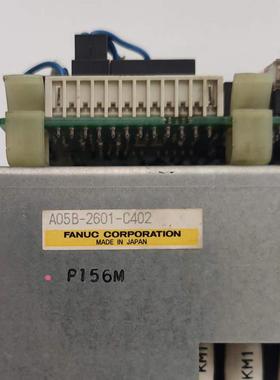 A05B-2601-C402
FANUC CORPORATION
MADE IN JAPAN
P156M
KM1
KM1